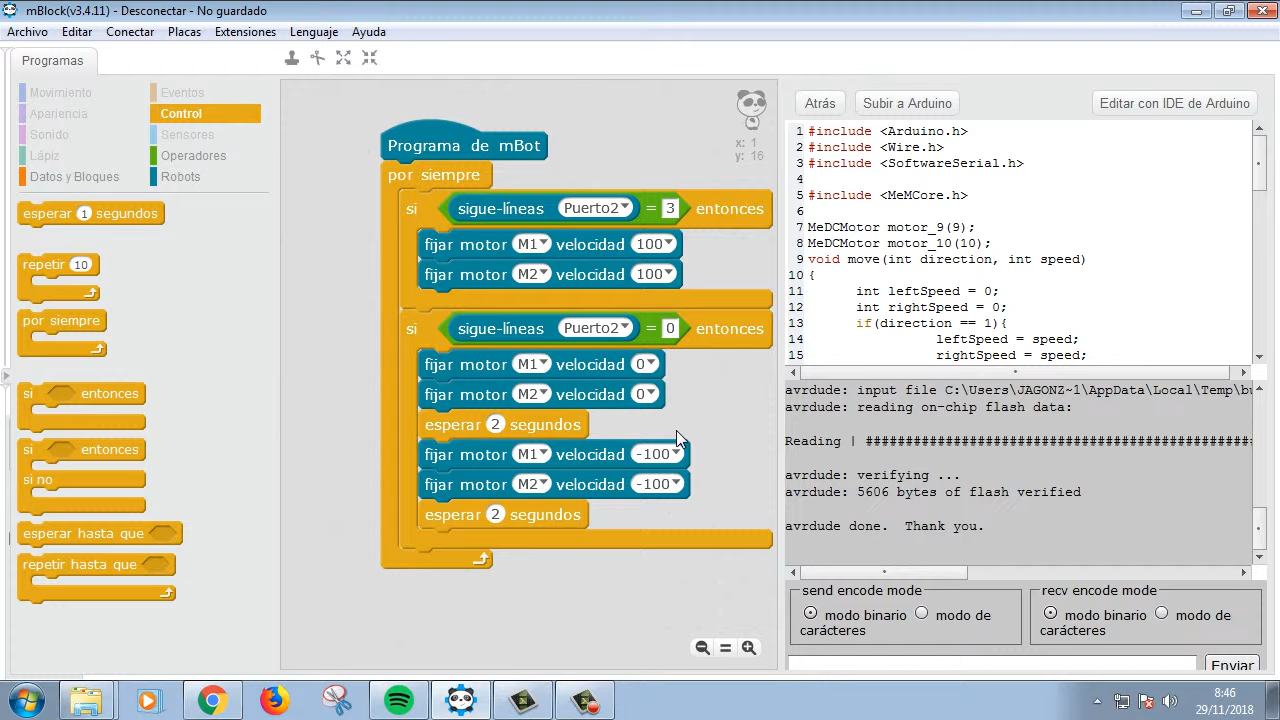 mBlock(v3.4.11) - Desconectar - No guardado
Archivo Editar Conectar Placas Extensiones Lenguaje Ayuda
Programas
Movimiento Eventos
Apariencia Control
Sonido Sensores
Lápiz Operadores
Datos y Bloques Robots
esperar 1 segundos
repetir 10
por siempre
si entonces
si entonces
si no
esperar hasta que
repetir hasta que
x: 1
y: 16
Programa de mBot
por siempre
si sigue-líneas Puerto2 = 3 entonces
fijar motor M1 velocidad 100
fijar motor M2 velocidad 100
si sigue-líneas Puerto2 = 0 entonces
fijar motor M1 velocidad 0
fijar motor M2 velocidad 0
esperar 2 segundos
fijar motor M1 velocidad -100
fijar motor M2 velocidad -100
esperar 2 segundos
Atrás Subir a Arduino Editar con IDE de Arduino
1 #include <Arduino.h>
2 #include <Wire.h>
3 #include <SoftwareSerial.h>
4
5 #include <MeMCore.h>
6
7 MeDCMotor motor_9(9);
8 MeDCMotor motor_10(10);
9 void move(int direction, int speed)
10 {
11 int leftSpeed = 0;
12 int rightSpeed = 0;
13 if(direction == 1){
14 leftSpeed = speed;
15 rightSpeed = speed;
avrdude: input file C:\Users\JAGONZ~1\AppData\Local\Temp\bu
avrdude: reading on-chip flash data:
Reading | ################################################
avrdude: verifying ...
avrdude: 5606 bytes of flash verified
avrdude done. Thank you.
send encode mode
modo binario modo de carácteres
recv encode mode
modo binario modo de carácteres
Enviar
8:46
29/11/2018